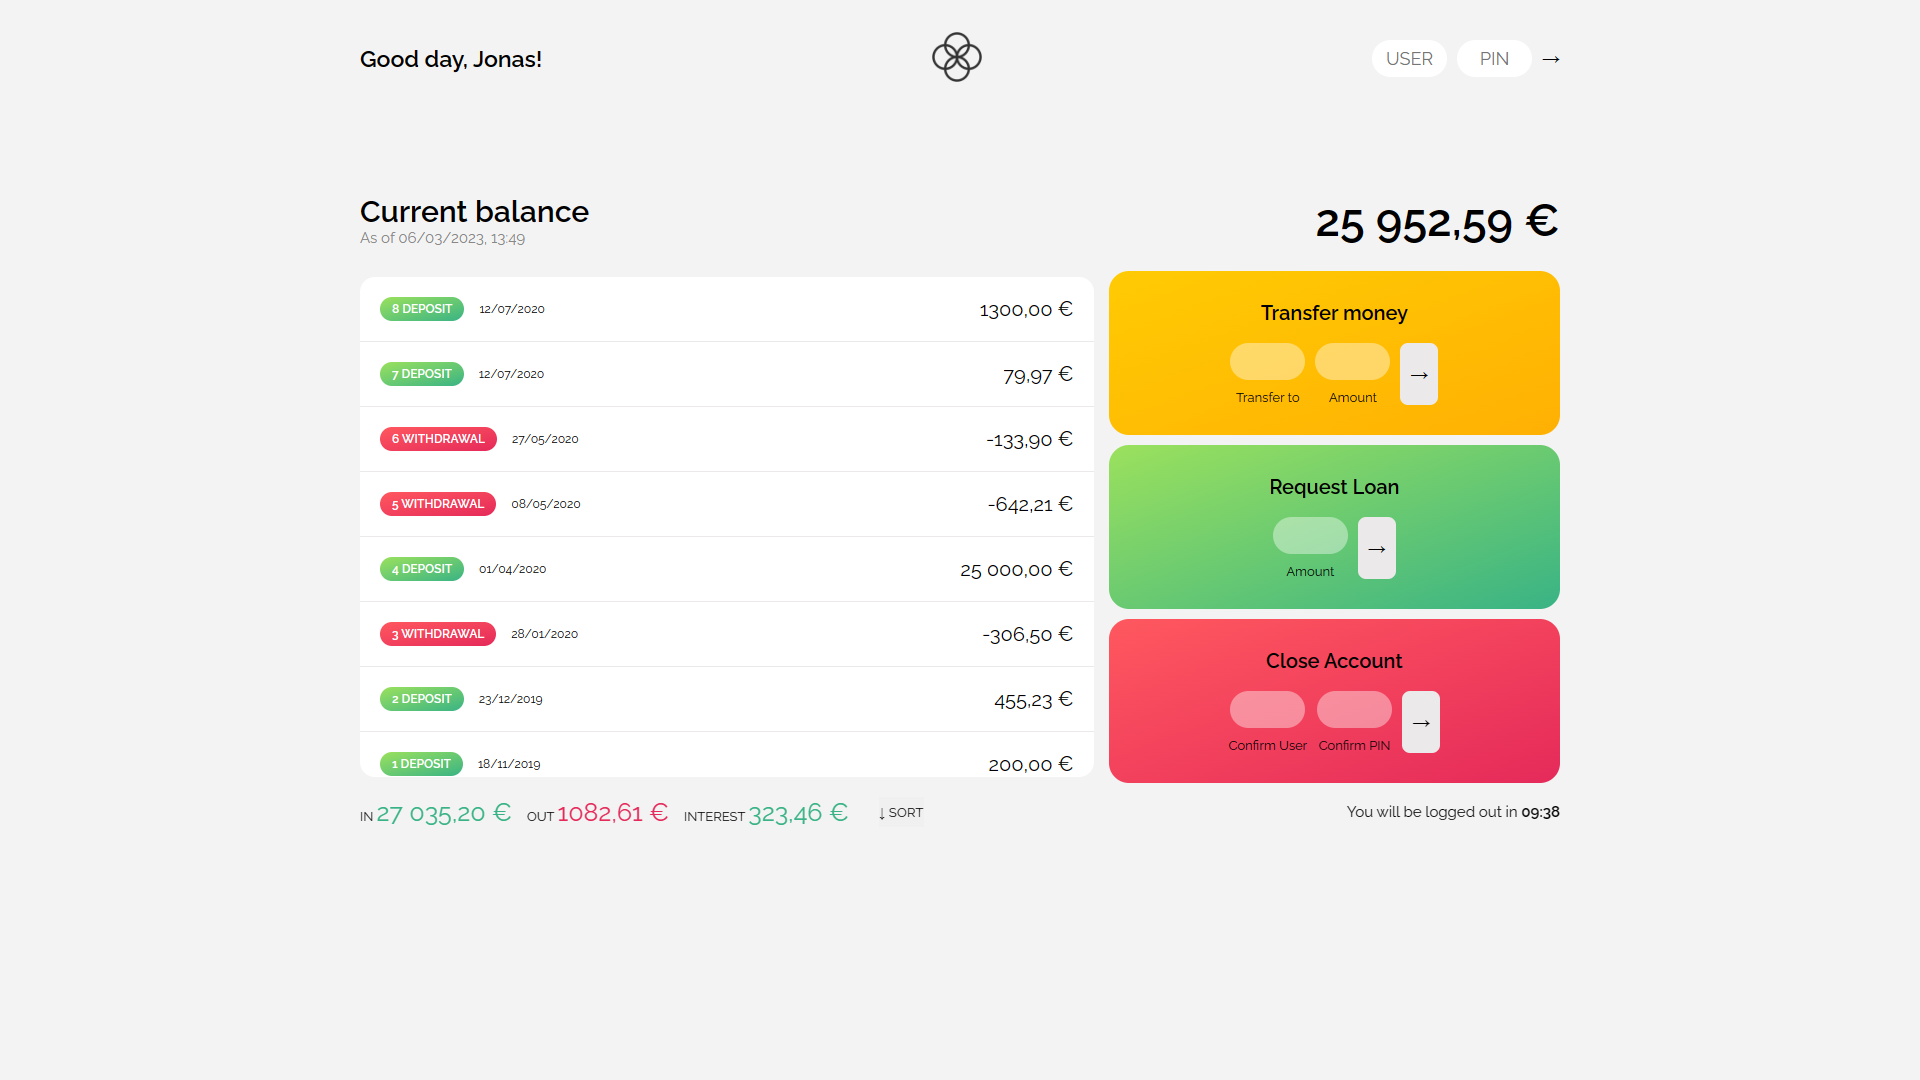 Good day, Jonas!
USER PIN →
Current balance
As of 06/03/2023, 13:49
25 952,59 €
8 DEPOSIT 12/07/2020 1300,00 €
7 DEPOSIT 12/07/2020 79,97 €
6 WITHDRAWAL 27/05/2020 -133,90 €
5 WITHDRAWAL 08/05/2020 -642,21 €
4 DEPOSIT 01/04/2020 25 000,00 €
3 WITHDRAWAL 28/01/2020 -306,50 €
2 DEPOSIT 23/12/2019 455,23 €
1 DEPOSIT 18/11/2019 200,00 €
Transfer money
→
Transfer to Amount
Request Loan
→
Amount
Close Account
→
Confirm User Confirm PIN
IN 27 035,20 € OUT 1082,61 € INTEREST 323,46 € ↓ SORT
You will be logged out in 09:38